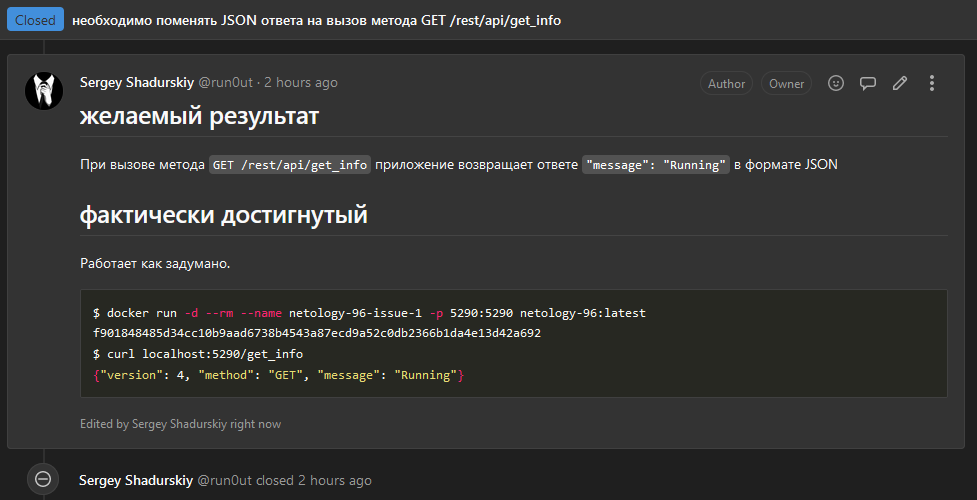 Closed необходимо поменять JSON ответа на вызов метода GET /rest/api/get_info
Sergey Shadurskiy @run0ut · 2 hours ago Author Owner
желаемый результат
При вызове метода GET /rest/api/get_info приложение возвращает ответе "message": "Running" в формате JSON
фактически достигнутый
Работает как задумано.
$ docker run -d --rm --name netology-96-issue-1 -p 5290:5290 netology-96:latest
f901848485d34cc10b9aad6738b4543a87ecd9a52c0db2366b1da4e13d42a692
$ curl localhost:5290/get_info
{"version": 4, "method": "GET", "message": "Running"}
Edited by Sergey Shadurskiy right now
Sergey Shadurskiy @run0ut closed 2 hours ago